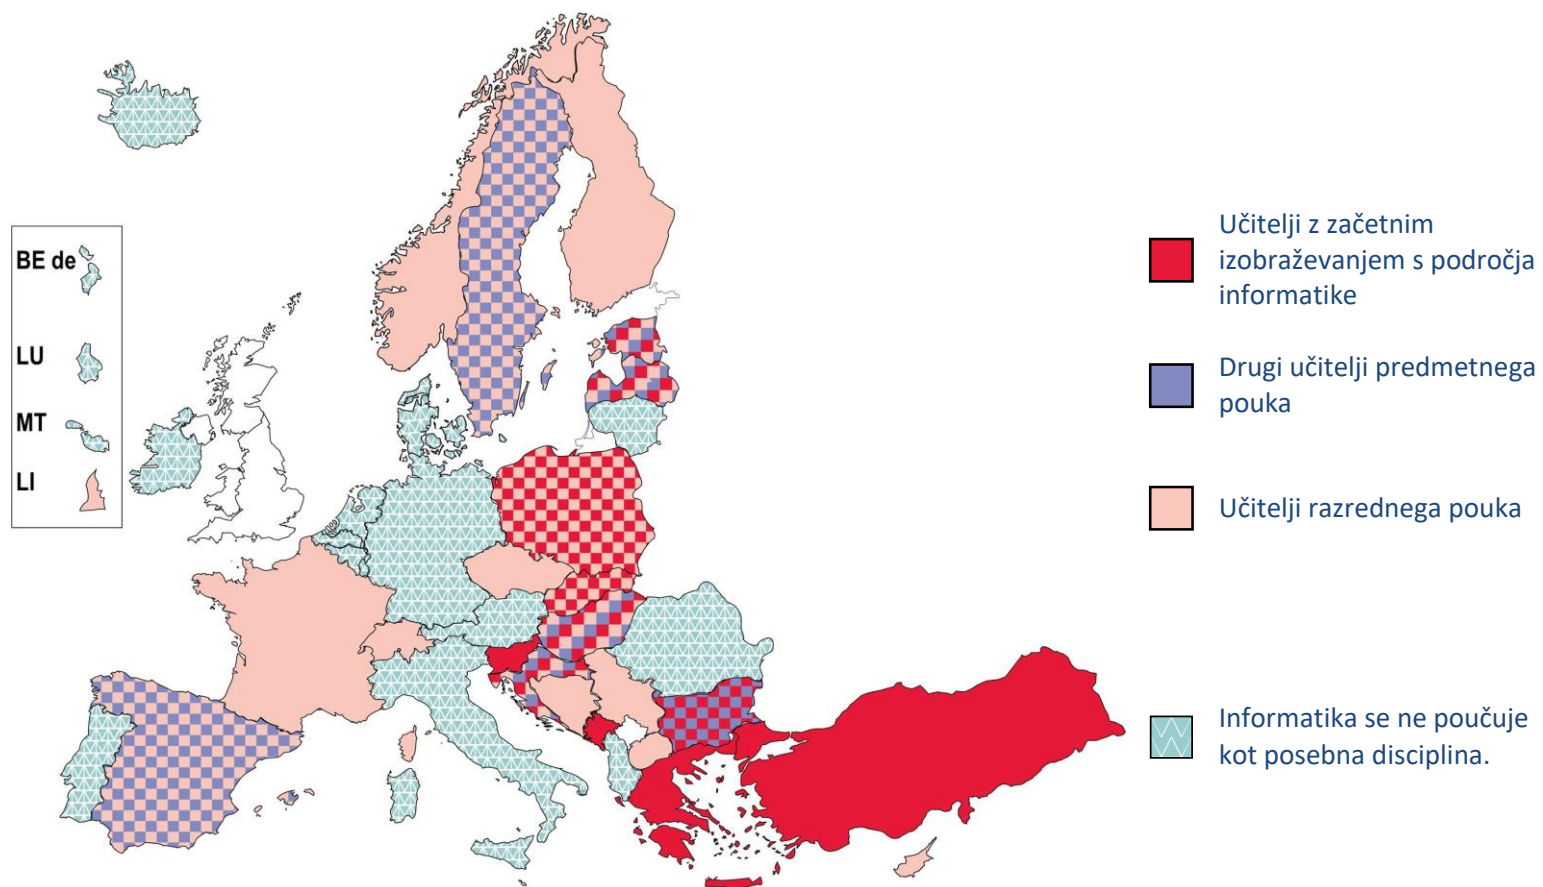 BE de
LU
MT
LI
Učitelji z začetnim
izobraževanjem s področja
informatike
Drugi učitelji predmetnega
pouka
Učitelji razrednega pouka
Informatika se ne poučuje
kot posebna disciplina.